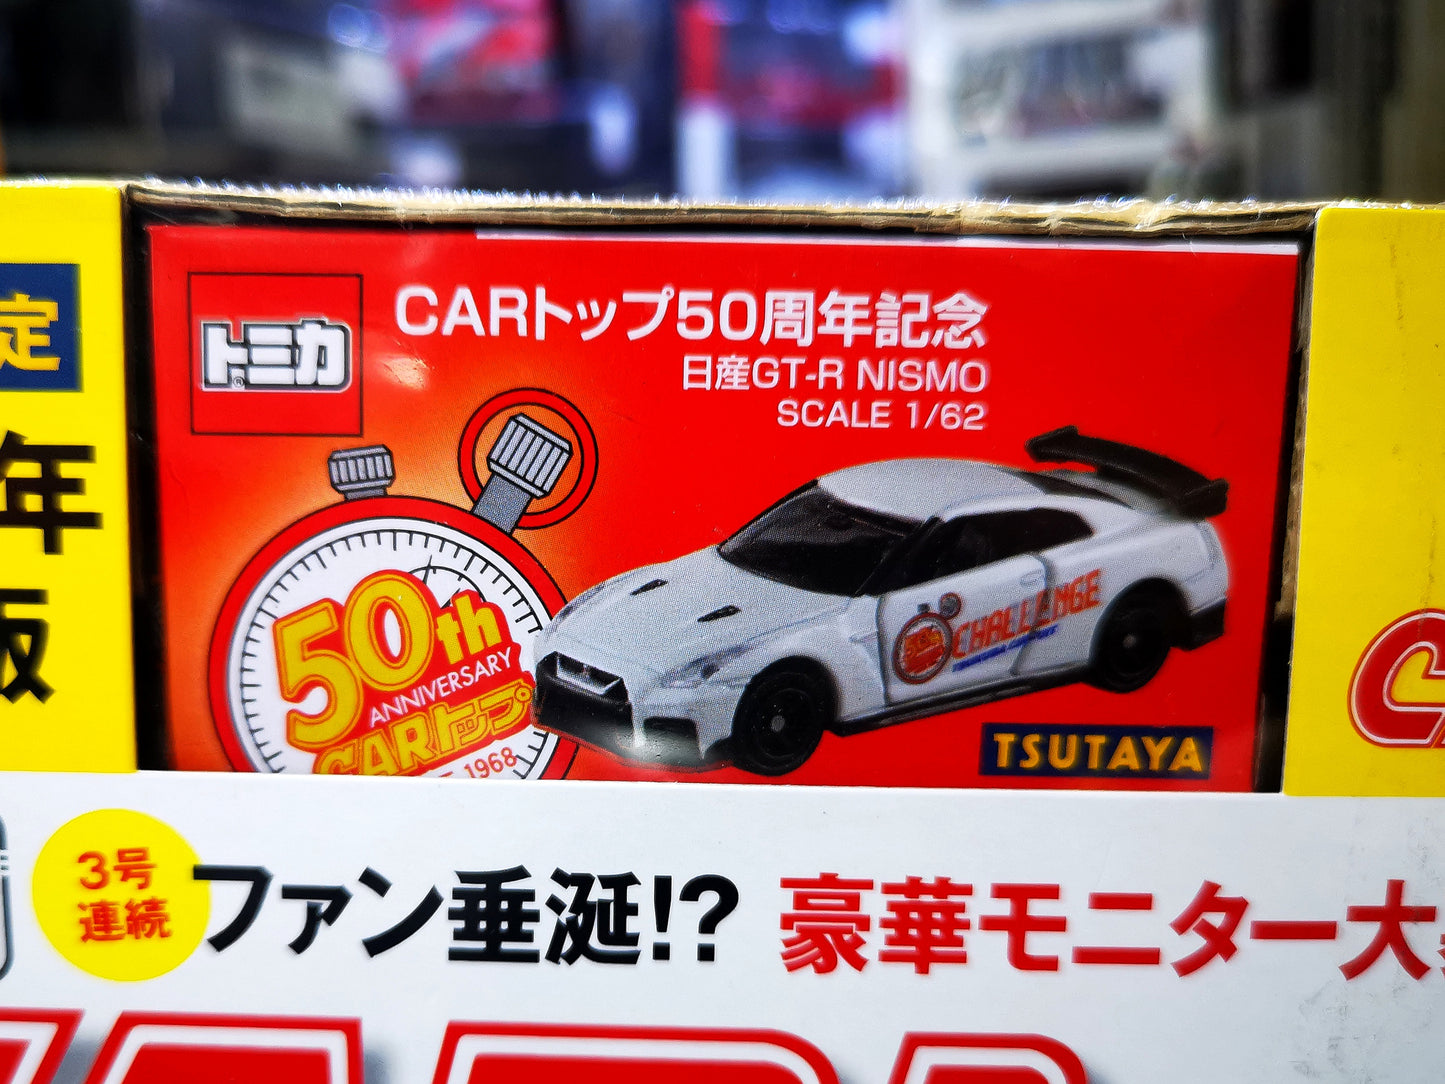 定
年
版
トミカ
CARトップ50周年記念
日産GT-R NISMO
SCALE 1/62
50th
ANNIVERSARY
CARトップ
1968
CHALLENGE
TSUTAYA
3号
連続
ファン垂涎!?
豪華モニター大